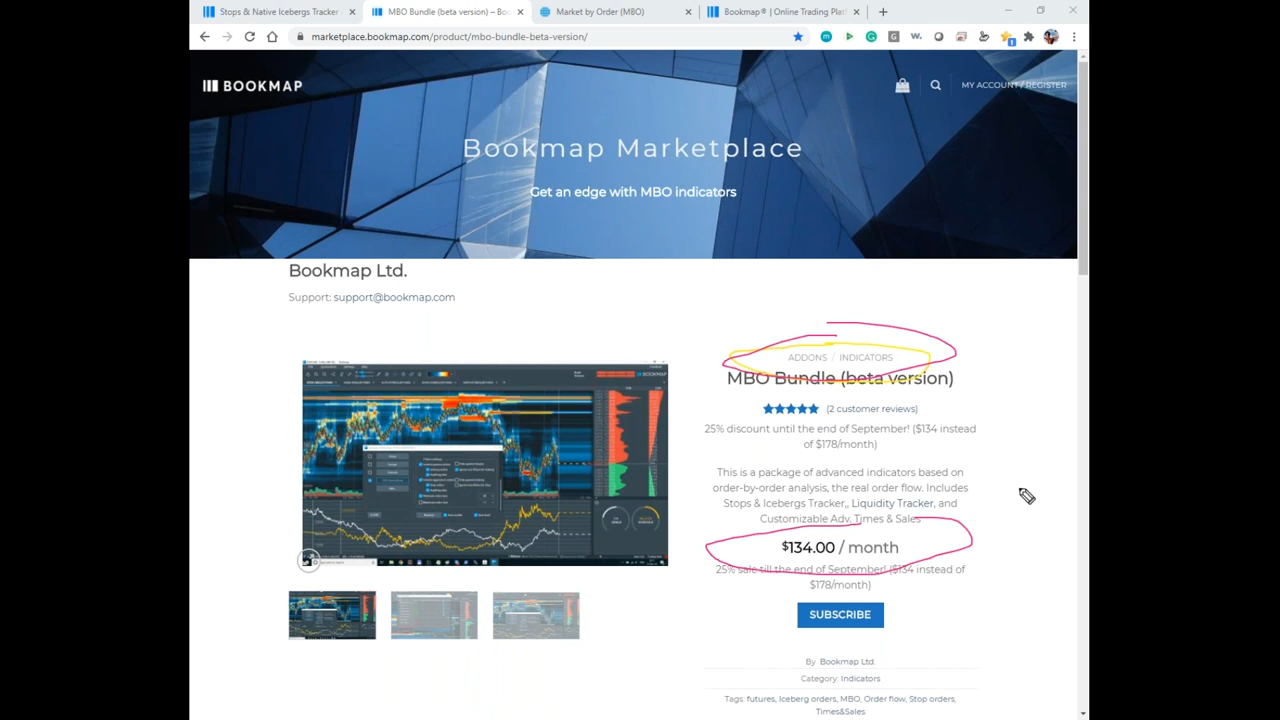 Stops & Native Icebergs Tracker
MBO Bundle (beta version) – Boo
Market by Order (MBO)
Bookmap® | Online Trading Plat
marketplace.bookmap.com/product/mbo-bundle-beta-version/
BOOKMAP
MY ACCOUNT / REGISTER
Bookmap Marketplace
Get an edge with MBO indicators
Bookmap Ltd.
Support: support@bookmap.com
ADDONS / INDICATORS
MBO Bundle (beta version)
(2 customer reviews)
25% discount until the end of September! ($134 instead
of $178/month)
This is a package of advanced indicators based on
order-by-order analysis, the real order flow. Includes
Stops & Icebergs Tracker,, Liquidity Tracker, and
Customizable Adv. Times & Sales
$134.00 / month
25% sale till the end of September! ($134 instead of
$178/month)
SUBSCRIBE
By Bookmap Ltd.
Category: Indicators
Tags: futures, Iceberg orders, MBO, Order flow, Stop orders,
Times&Sales